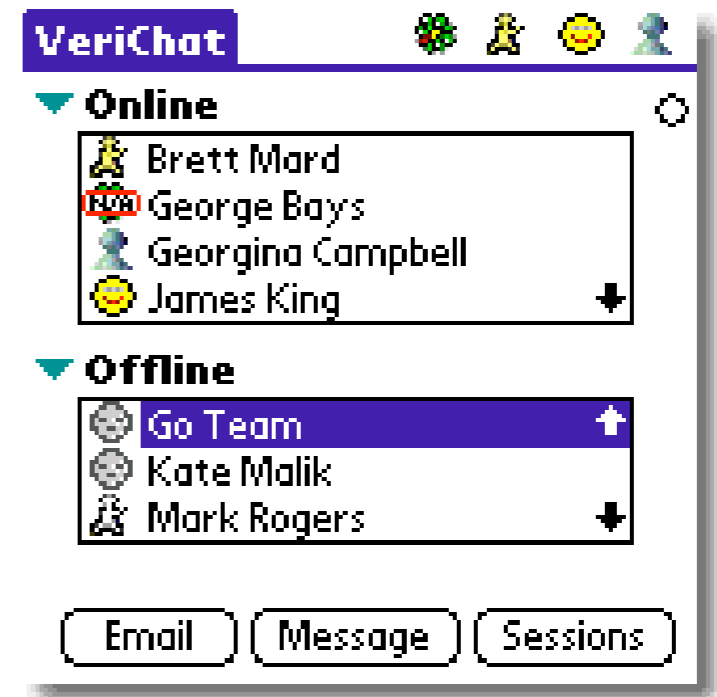 VeriChat
Online
Brett Mard
N/A George Bays
Georgina Campbell
James King
Offline
Go Team
Kate Malik
Mark Rogers
Email Message Sessions